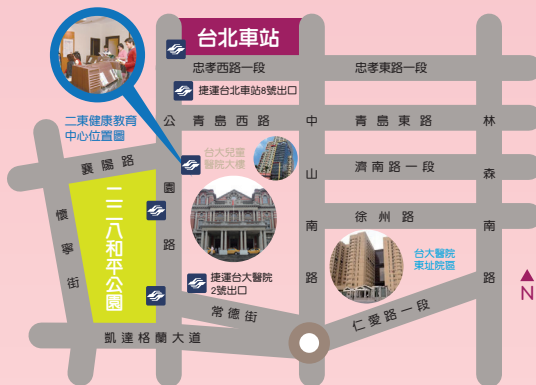 台北車站
忠孝西路一段
忠孝東路一段
捷運台北車站8號出口
二東健康教育
中心位置圖
公園路
青島西路
中山南路
青島東路
林森南路
襄陽路
台大兒童
醫院大樓
濟南路一段
懷寧街
二二八和平公園
徐州路
台大醫院
東址院區
捷運台大醫院
2號出口
常德街
仁愛路一段
凱達格蘭大道
N